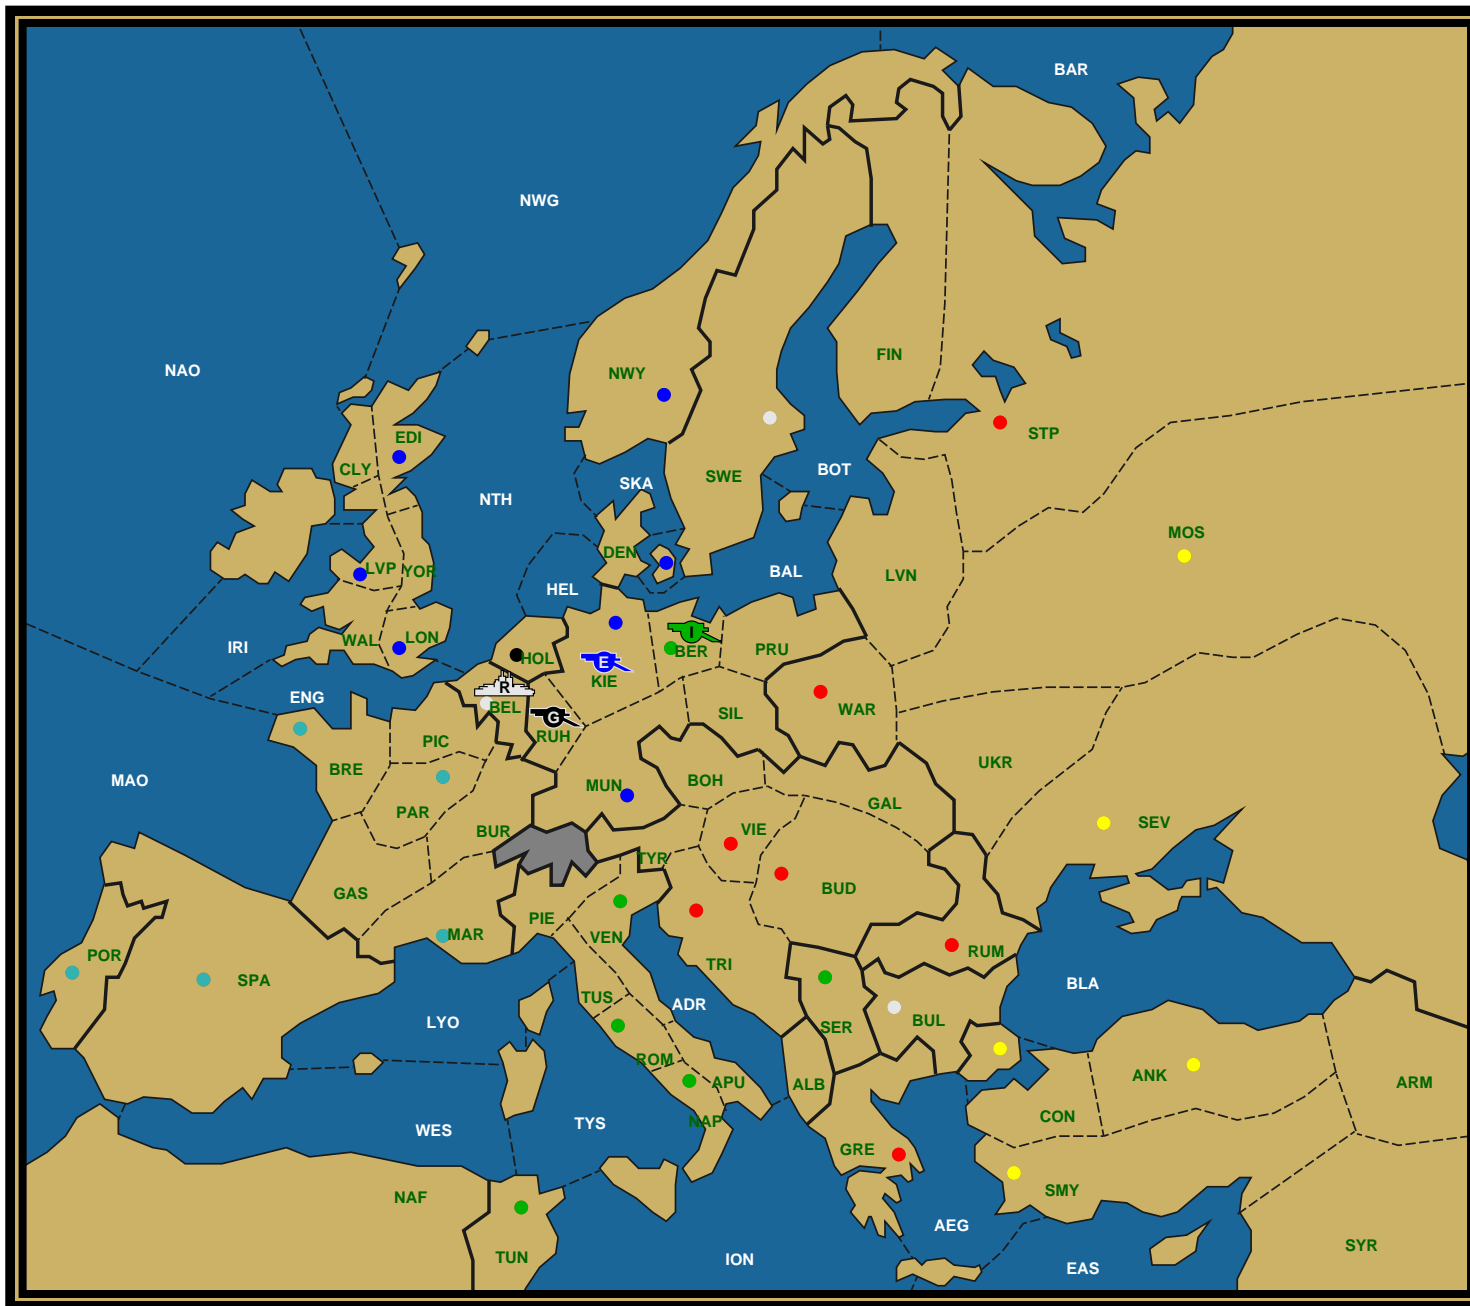 BAR
NWG
NAO
FIN
NWY
EDI
STP
CLY
SWE
BOT
SKA
NTH
MOS
DEN
LVP
YOR
BAL
LVN
HEL
I
WAL
LON
IRI
HOL
E
BER
PRU
KIE
R
ENG
BEL
G
SIL
WAR
RUH
PIC
UKR
BRE
MAO
MUN
BOH
GAL
PAR
SEV
BUR
VIE
TYR
BUD
GAS
PIE
MAR
VEN
RUM
POR
SPA
TRI
BLA
TUS
ADR
LYO
BUL
SER
ROM
APU
ALB
ANK
ARM
CON
NAP
WES
TYS
GRE
NAF
SMY
AEG
TUN
ION
SYR
EAS